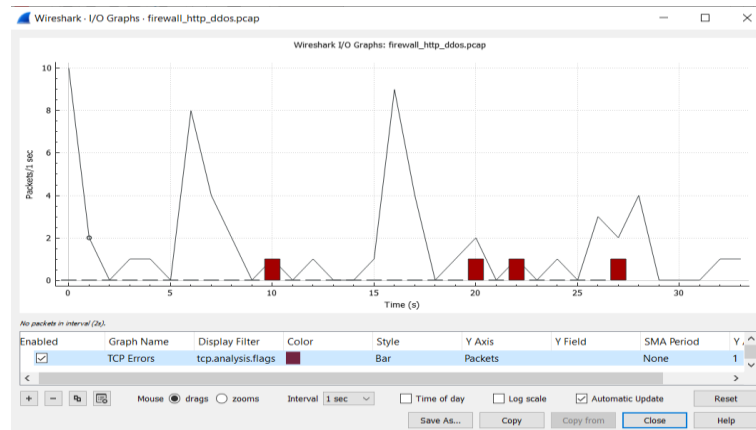 Wireshark · I/O Graphs · firewall_http_ddos.pcap
Wireshark I/O Graphs: firewall_http_ddos.pcap
Packets/1 sec
10
8
6
4
2
0
0 5 10 15 20 25 30
Time (s)
No packets in interval (2s).
Enabled Graph Name Display Filter Color Style Y Axis Y Field SMA Period Y
TCP Errors tcp.analysis.flags Bar Packets None 1
Mouse drags zooms Interval 1 sec Time of day Log scale Automatic Update Reset
Save As... Copy Copy from Close Help